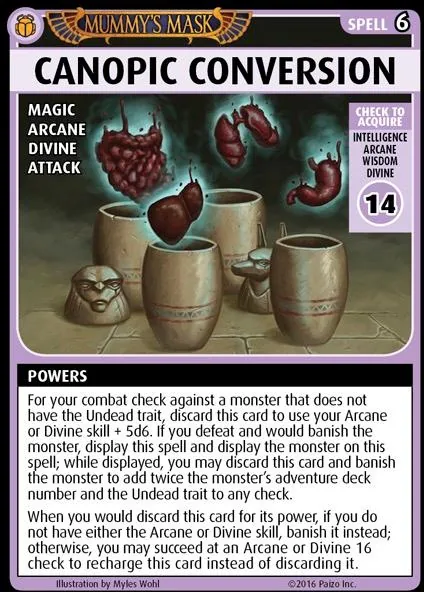 MUMMY'S MASK
SPELL 6
CANOPIC CONVERSION
MAGIC
ARCANE
DIVINE
ATTACK
CHECK TO
ACQUIRE
INTELLIGENCE
ARCANE
WISDOM
DIVINE
14
POWERS
For your combat check against a monster that does not
have the Undead trait, discard this card to use your Arcane
or Divine skill + 5d6. If you defeat and would banish the
monster, display this spell and display the monster on this
spell; while displayed, you may discard this card and banish
the monster to add twice the monster's adventure deck
number and the Undead trait to any check.
When you would discard this card for its power, if you do
not have either the Arcane or Divine skill, banish it instead;
otherwise, you may succeed at an Arcane or Divine 16
check to recharge this card instead of discarding it.
Illustration by Myles Wohl
©2016 Paizo Inc.